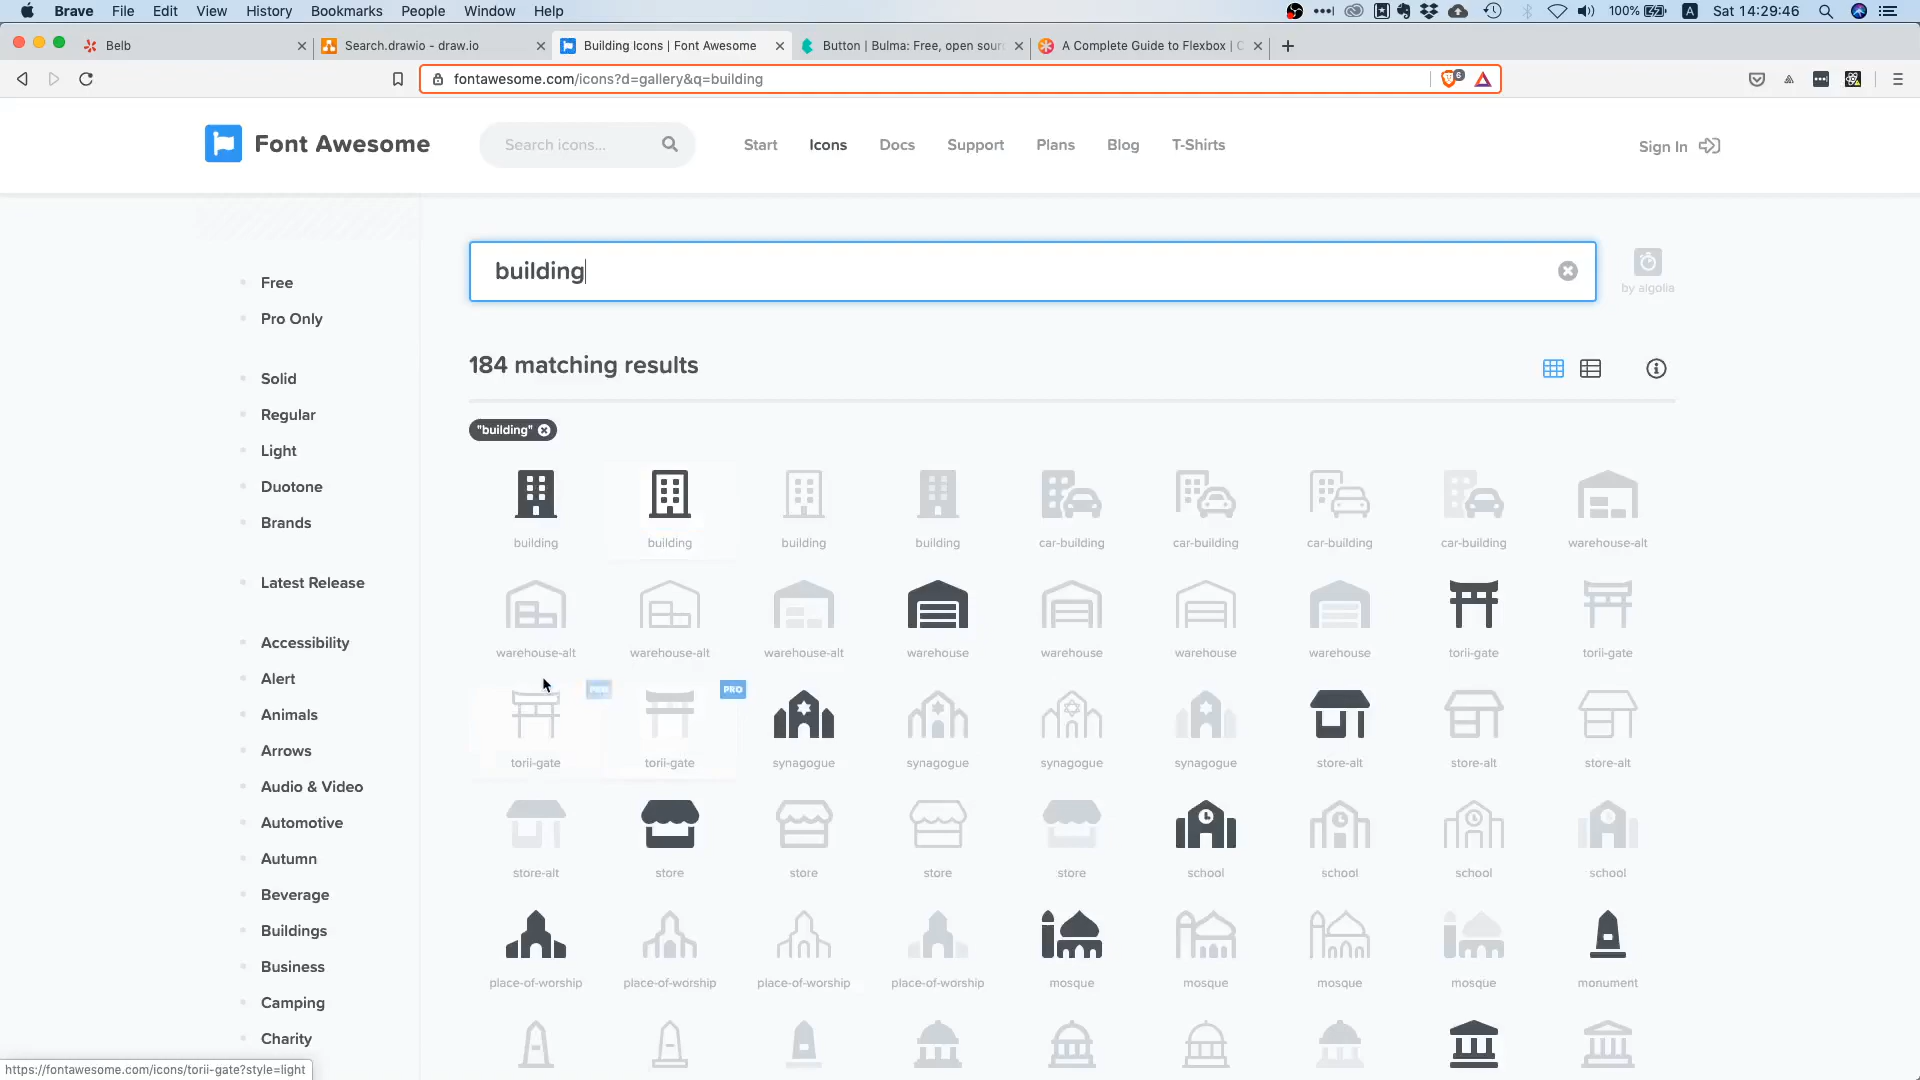 Brave File Edit View History Bookmarks People Window Help 100% Sat 14:29:46
Belb
Search.drawio - draw.io
Building Icons | Font Awesome
Button | Bulma: Free, open sour
A Complete Guide to Flexbox | C
fontawesome.com/icons?d=gallery&q=building
6
Font Awesome
Search icons...
Start Icons Docs Support Plans Blog T-Shirts
Sign In
building
by algolia
Free
Pro Only
Solid
Regular
Light
Duotone
Brands
Latest Release
Accessibility
Alert
Animals
Arrows
Audio & Video
Automotive
Autumn
Beverage
Buildings
Business
Camping
Charity
184 matching results
"building"
building building building building car-building car-building car-building car-building warehouse-alt
warehouse-alt warehouse-alt warehouse-alt warehouse warehouse warehouse warehouse torii-gate torii-gate
PRO PRO
torii-gate torii-gate synagogue synagogue synagogue synagogue store-alt store-alt store-alt
store-alt store store store store school school school school
place-of-worship place-of-worship place-of-worship place-of-worship mosque mosque mosque mosque monument
https://fontawesome.com/icons/torii-gate?style=light